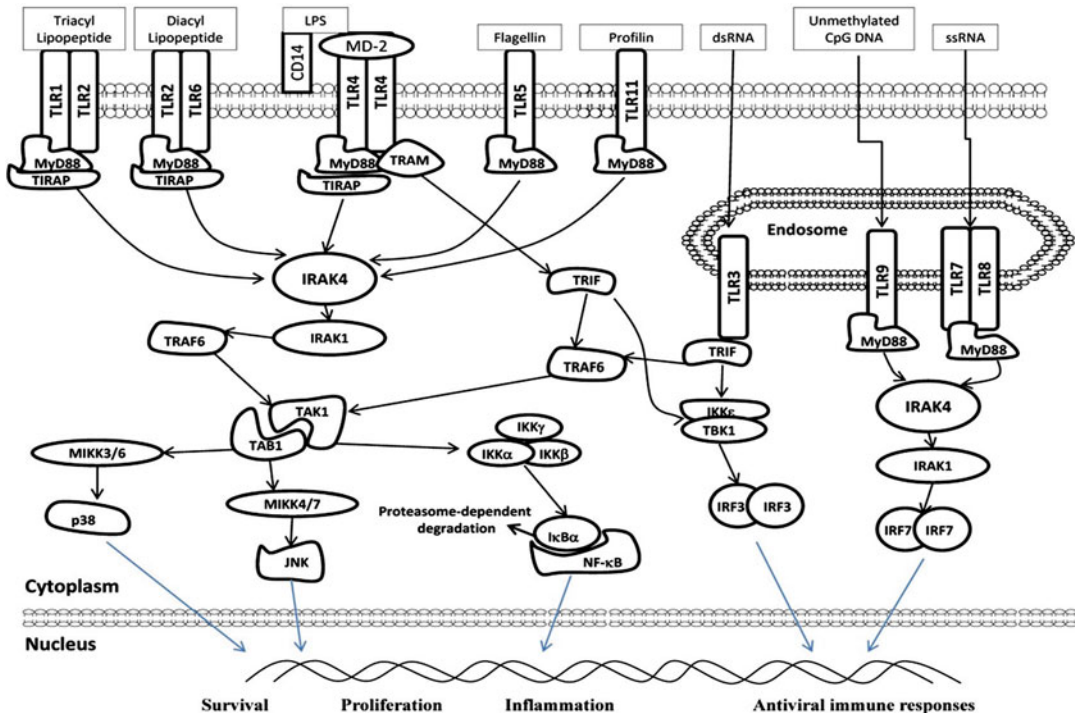 Triacyl
Lipopeptide
Diacyl
Lipopeptide
LPS
Flagellin
Profilin
dsRNA
Unmethylated
CpG DNA
ssRNA
CD14
MD-2
TLR1
TLR2
TLR2
TLR6
TLR4
TLR4
TLR5
TLR11
MyD88
TIRAP
MyD88
TIRAP
MyD88
TRAM
TIRAP
MyD88
MyD88
Endosome
TLR3
TLR9
TLR7
TLR8
IRAK4
TRIF
IRAK1
TRAF6
TRIF
MyD88
MyD88
TRAF6
TAK1
TAB1
IKKε
TBK1
IRAK4
IKKγ
IKKα
IKKβ
MIKK3/6
IRAK1
MIKK4/7
p38
Proteasome-dependent
degradation
IκBα
NF-κB
IRF3
IRF3
IRF7
IRF7
JNK
Cytoplasm
Nucleus
Survival
Proliferation
Inflammation
Antiviral immune responses